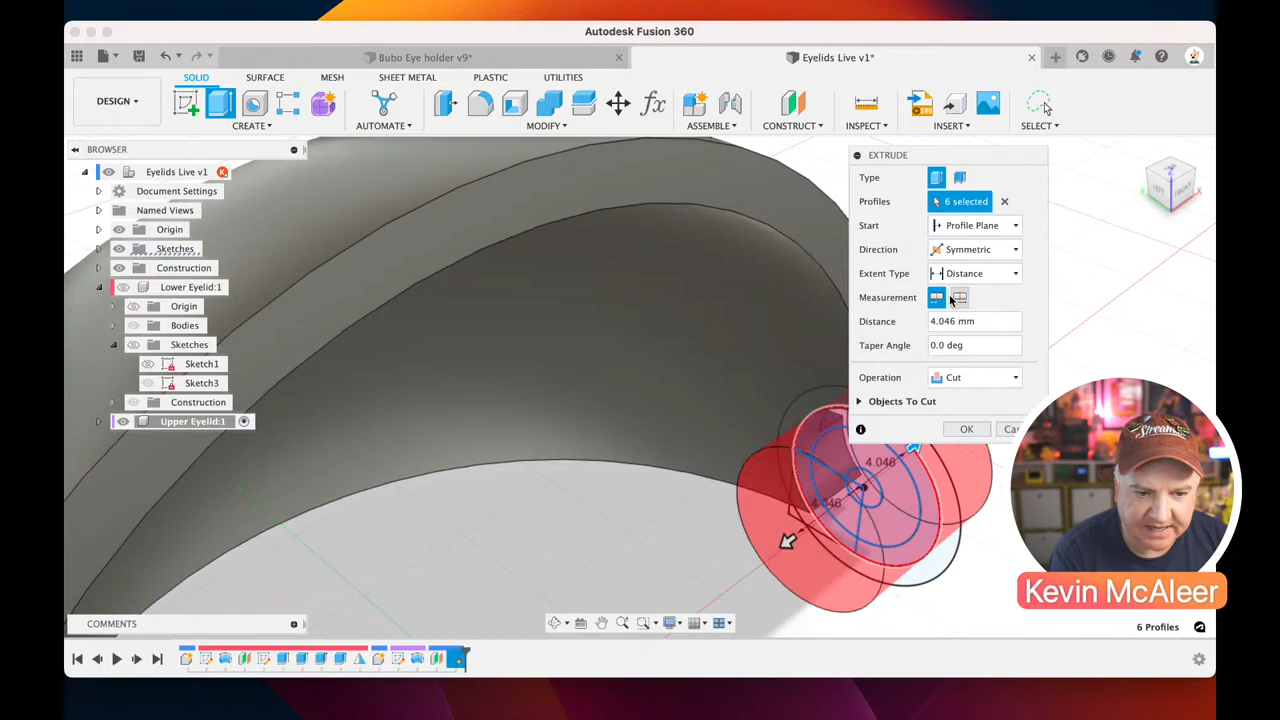 Autodesk Fusion 360
Bubo Eye holder v9*
Eyelids Live v1*
DESIGN
SOLID
SURFACE
MESH
SHEET METAL
PLASTIC
UTILITIES
CREATE
AUTOMATE
MODIFY
ASSEMBLE
CONSTRUCT
INSPECT
INSERT
SELECT
BROWSER
Eyelids Live v1
Document Settings
Named Views
Origin
Sketches
Construction
Lower Eyelid:1
Origin
Bodies
Sketches
Sketch1
Sketch3
Construction
Upper Eyelid:1
EXTRUDE
Type
Profiles 6 selected
Start Profile Plane
Direction Symmetric
Extent Type Distance
Measurement
Distance 4.046 mm
Taper Angle 0.0 deg
Operation Cut
Objects To Cut
OK
Z
LEFT
FRONT
X
4.046
4.046
Kevin McAleer
COMMENTS
6 Profiles